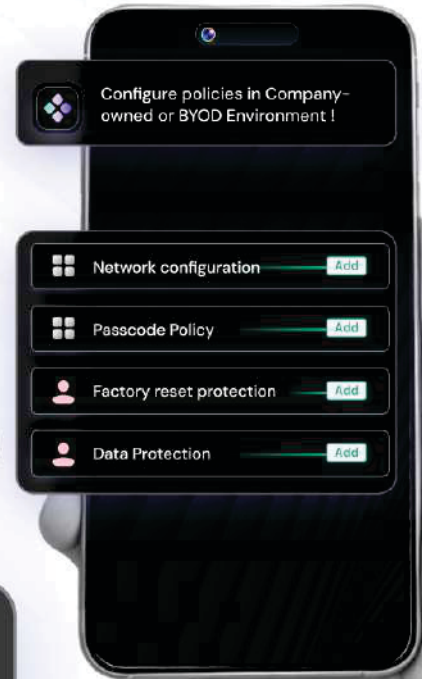 Configure policies in Company-
owned or BYOD Environment !
Network configuration Add
Passcode Policy Add
Factory reset protection Add
Data Protection Add